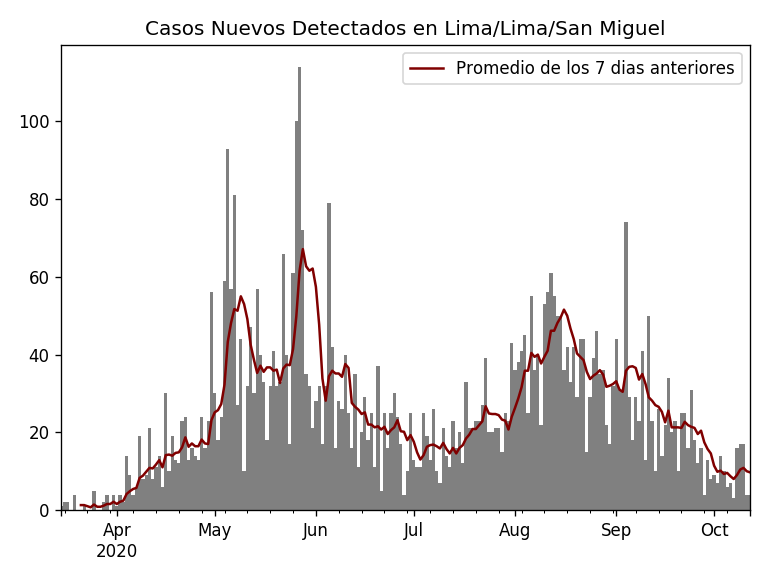 Casos Nuevos Detectados en Lima/Lima/San Miguel
Promedio de los 7 dias anteriores
100
80
60
40
20
0
Apr May Jun Jul Aug Sep Oct
2020